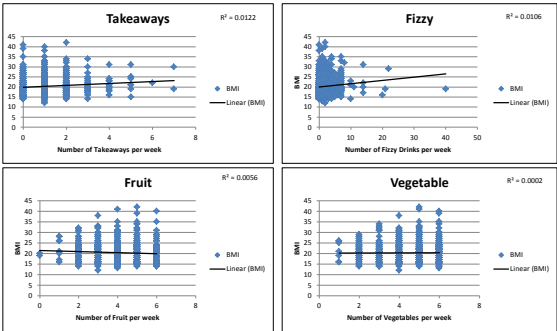 Takeaways
R² = 0.0122
BMI
45
40
35
30
25
20
15
10
5
0
0 2 4 6 8
Number of Takeaways per week
BMI
Linear (BMI)
Fizzy
R² = 0.0106
BMI
45
40
35
30
25
20
15
10
5
0
0 10 20 30 40 50
Number of Fizzy Drinks per week
BMI
Linear (BMI)
Fruit
R² = 0.0056
BMI
45
40
35
30
25
20
15
10
5
0
0 2 4 6 8
Number of Fruit per week
BMI
Linear (BMI)
Vegetable
R² = 0.0002
BMI
45
40
35
30
25
20
15
10
5
0
0 2 4 6 8
Number of Vegetables per week
BMI
Linear (BMI)